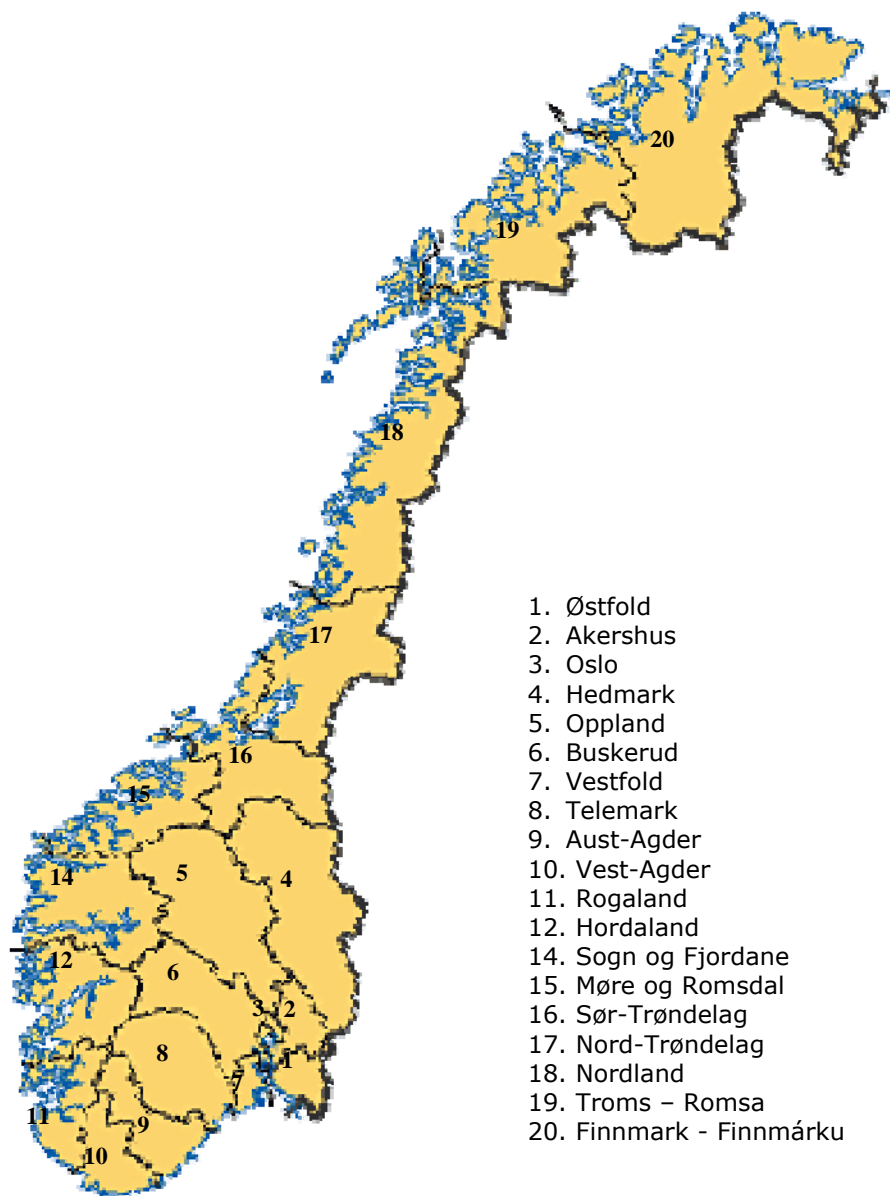 20
19
18
17
16
15
14
5
4
12
6
3
2
8
1
7
11
9
10
1. Østfold
2. Akershus
3. Oslo
4. Hedmark
5. Oppland
6. Buskerud
7. Vestfold
8. Telemark
9. Aust-Agder
10. Vest-Agder
11. Rogaland
12. Hordaland
14. Sogn og Fjordane
15. Møre og Romsdal
16. Sør-Trøndelag
17. Nord-Trøndelag
18. Nordland
19. Troms – Romsa
20. Finnmark - Finnmárku